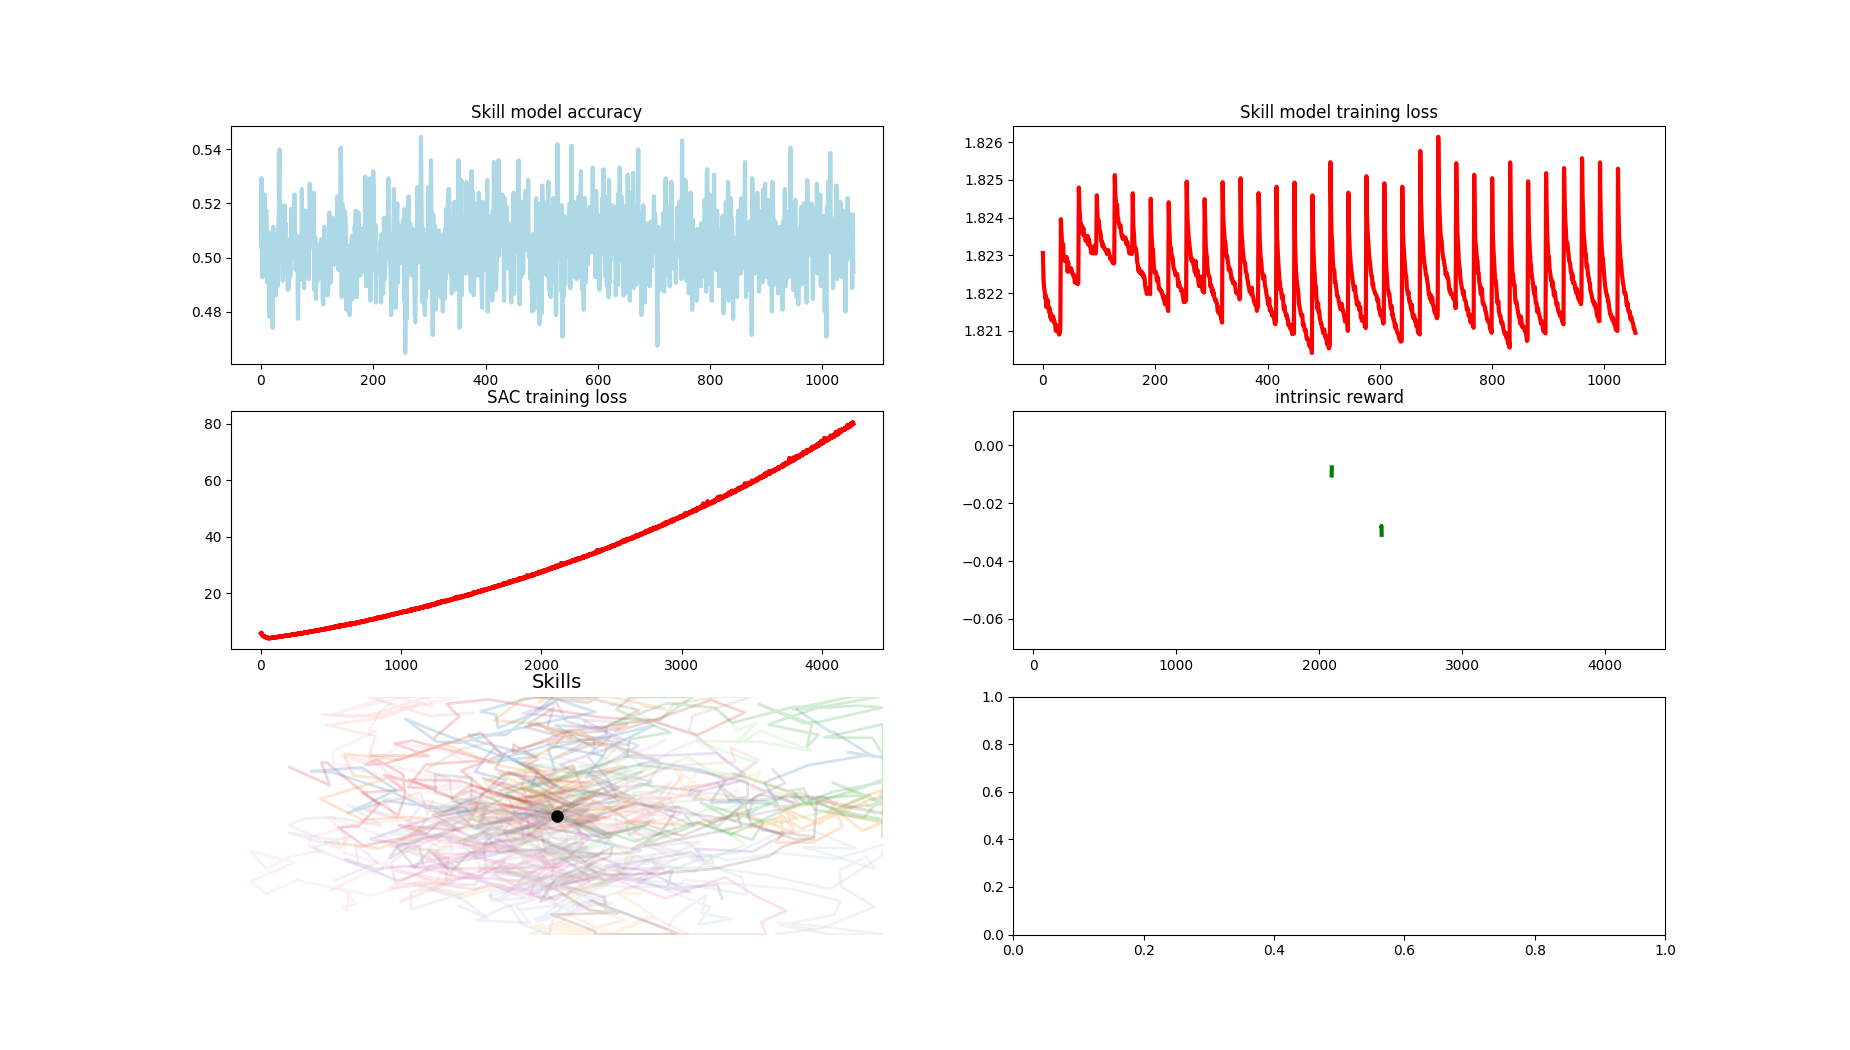 Skill model accuracy
0.54
0.52
0.50
0.48
0 200 400 600 800 1000
Skill model training loss
1.826
1.825
1.824
1.823
1.822
1.821
0 200 400 600 800 1000
SAC training loss
80
60
40
20
0 1000 2000 3000 4000
intrinsic reward
0.00
−0.02
−0.04
−0.06
0 1000 2000 3000 4000
Skills
1.0
0.8
0.6
0.4
0.2
0.0
0.0 0.2 0.4 0.6 0.8 1.0